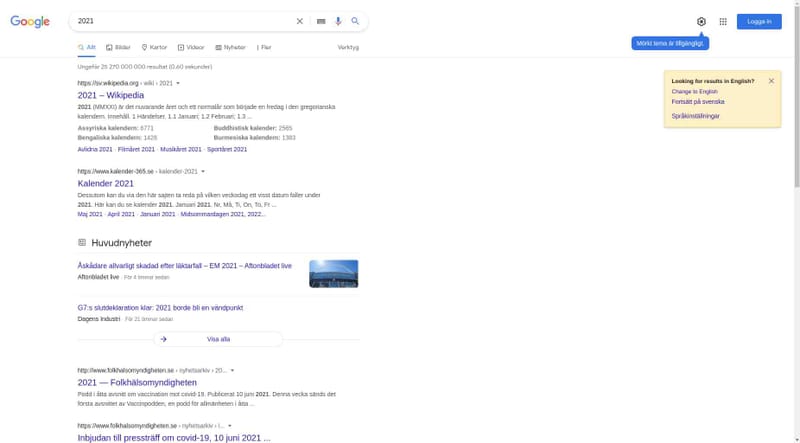 Google
2021
Allt
Bilder
Kartor
Videor
Nyheter
Fler
Verktyg
Logga in
Mörkt tema är tillgängligt.
Ungefär 25 270 000 000 resultat (0,60 sekunder)
Looking for results in English?
Change to English
Fortsätt på svenska
Språkinställningar
https://sv.wikipedia.org › wiki › 2021
2021 – Wikipedia
2021 (MMXXI) är det nuvarande året och ett normalår som började en fredag i den gregorianska
kalendern. Innehåll. 1 Händelser. 1.1 Januari; 1.2 Februari; 1.3 ...
Assyriska kalendern: 6771
Buddhistisk kalender: 2565
Bengaliska kalendern: 1428
Burmesiska kalendern: 1383
Avlidna 2021 · Filmåret 2021 · Musikåret 2021 · Sportåret 2021
https://www.kalender-365.se › kalender-2021
Kalender 2021
Dessutom kan du via den här sajten ta reda på vilken veckodag ett visst datum faller under
2021. Här kan du se kalender 2021. Januari 2021. Nr, Må, Ti, On, To, Fr ...
Maj 2021 · April 2021 · Januari 2021 · Midsommardagen 2021, 2022...
Huvudnyheter
Åskådare allvarligt skadad efter läktarfall – EM 2021 – Aftonbladet live
Aftonbladet live · För 4 timmar sedan
G7:s slutdeklaration klar: 2021 borde bli en vändpunkt
Dagens Industri · För 21 timmar sedan
Visa alla
http://www.folkhalsomyndigheten.se › nyhetsarkiv › 20...
2021 — Folkhälsomyndigheten
Podd i åtta avsnitt om vaccination mot covid-19. Publicerat 10 juni 2021. Denna vecka sänds det
första avsnittet av Vaccinpodden, en podd för allmänheten i åtta ...
http://www.folkhalsomyndigheten.se › nyhetsarkiv › i...
Inbjudan till pressträff om covid-19, 10 juni 2021 ...